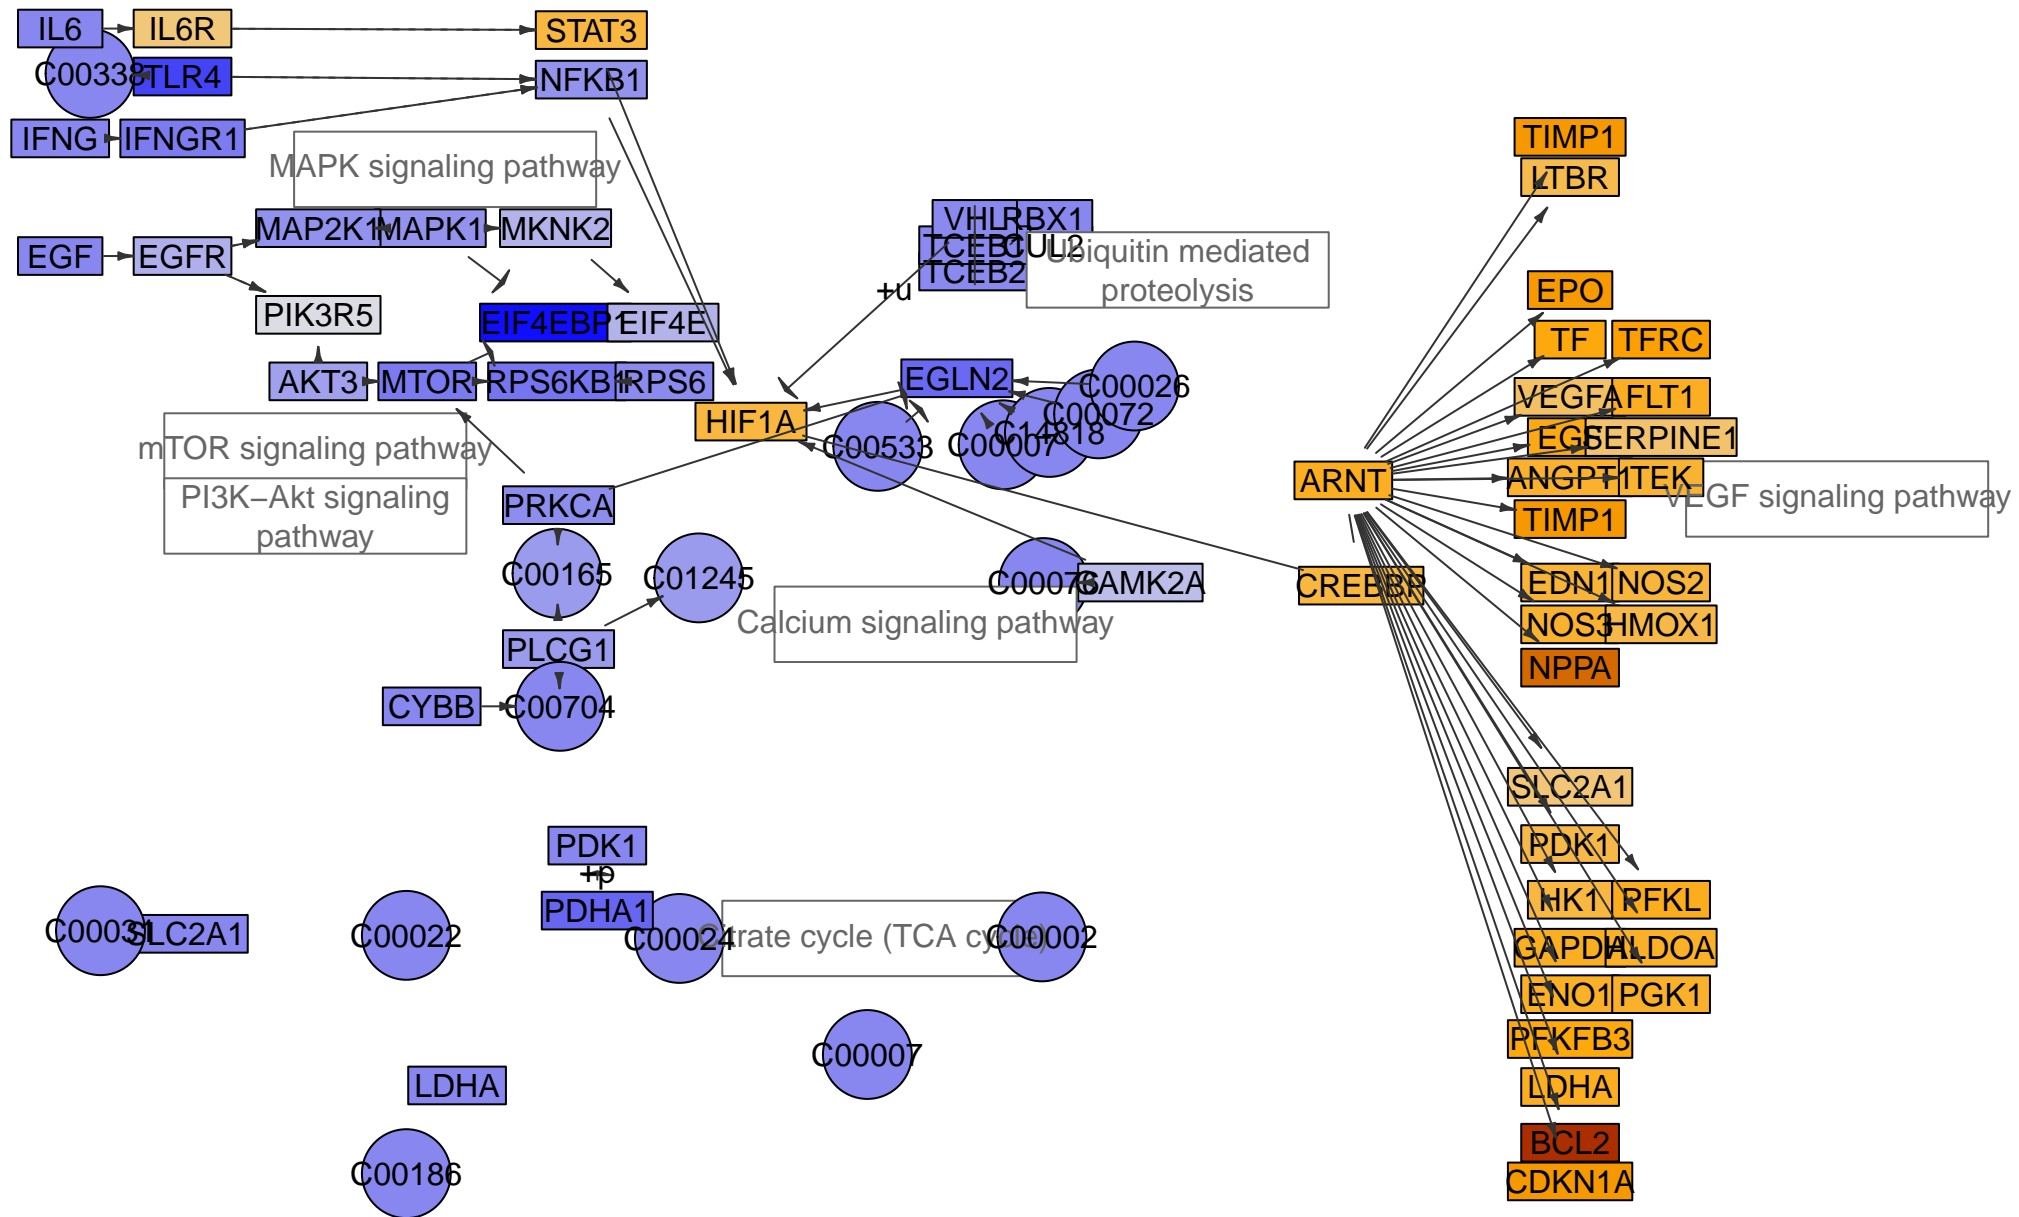 IL6
IL6R
STAT3
C00338
TLR4
NFKB1
IFNG
IFNGR1
MAPK signaling pathway
TIMP1
LTBR
MAP2K1
MAPK1
MKNK2
VHL
RBX1
TCEB1
CUL2
TCEB2
Ubiquitin mediated
proteolysis
+u
EGF
EGFR
PIK3R5
EIF4EBP1
EIF4E
EPO
TF
TFRC
AKT3
MTOR
RPS6KB1
RPS6
EGLN2
C00026
C00072
C14818
C00007
C00533
HIF1A
VEGFA
FLT1
EGF
SERPINE1
mTOR signaling pathway
PI3K–Akt signaling
pathway
PRKCA
ARNT
ANGPT1
TEK
VEGF signaling pathway
TIMP1
C00165
C01245
C00076
CAMK2A
CREBBP
EDN1
NOS2
Calcium signaling pathway
NOS3
HMOX1
PLCG1
NPPA
CYBB
C00704
SLC2A1
PDK1
+p
PDHA1
PDK1
HK1
PFKL
C00031
SLC2A1
C00022
C00024
Citrate cycle (TCA cycle)
C00002
GAPDH
ALDOA
ENO1
PGK1
C00007
PFKFB3
LDHA
LDHA
BCL2
C00186
CDKN1A